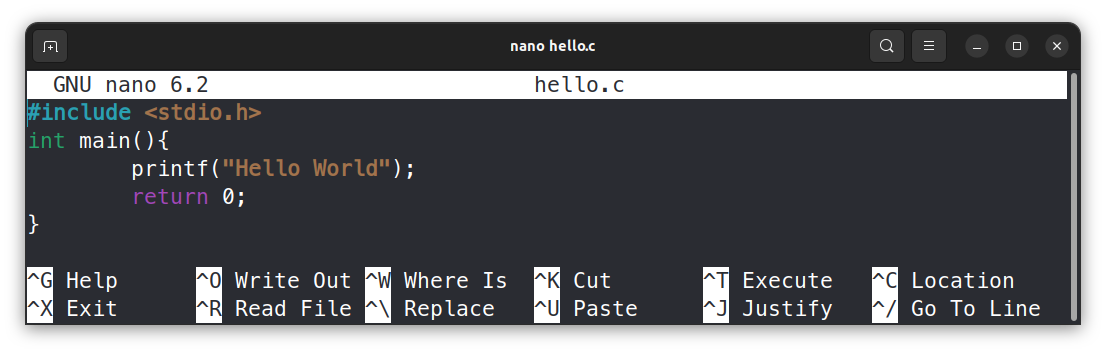 nano hello.c
GNU nano 6.2 hello.c
#include <stdio.h>
int main(){
        printf("Hello World");
        return 0;
}
^G Help ^O Write Out ^W Where Is ^K Cut ^T Execute ^C Location
^X Exit ^R Read File ^\ Replace ^U Paste ^J Justify ^/ Go To Line